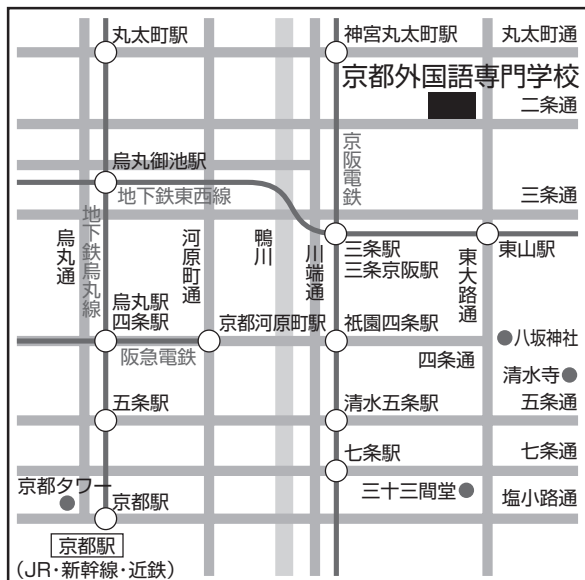 丸太町駅
神宮丸太町駅
丸太町通
京都外国語専門学校
二条通
京阪電鉄
烏丸御池駅
地下鉄東西線
三条通
烏丸通
地下鉄烏丸線
河原町通
鴨川
川端通
三条駅
三条京阪駅
東大路通
東山駅
烏丸駅
四条駅
京都河原町駅
祇園四条駅
八坂神社
阪急電鉄
四条通
清水寺
五条駅
清水五条駅
五条通
七条駅
七条通
京都タワー
京都駅
三十三間堂
塩小路通
京都駅
(JR・新幹線・近鉄)